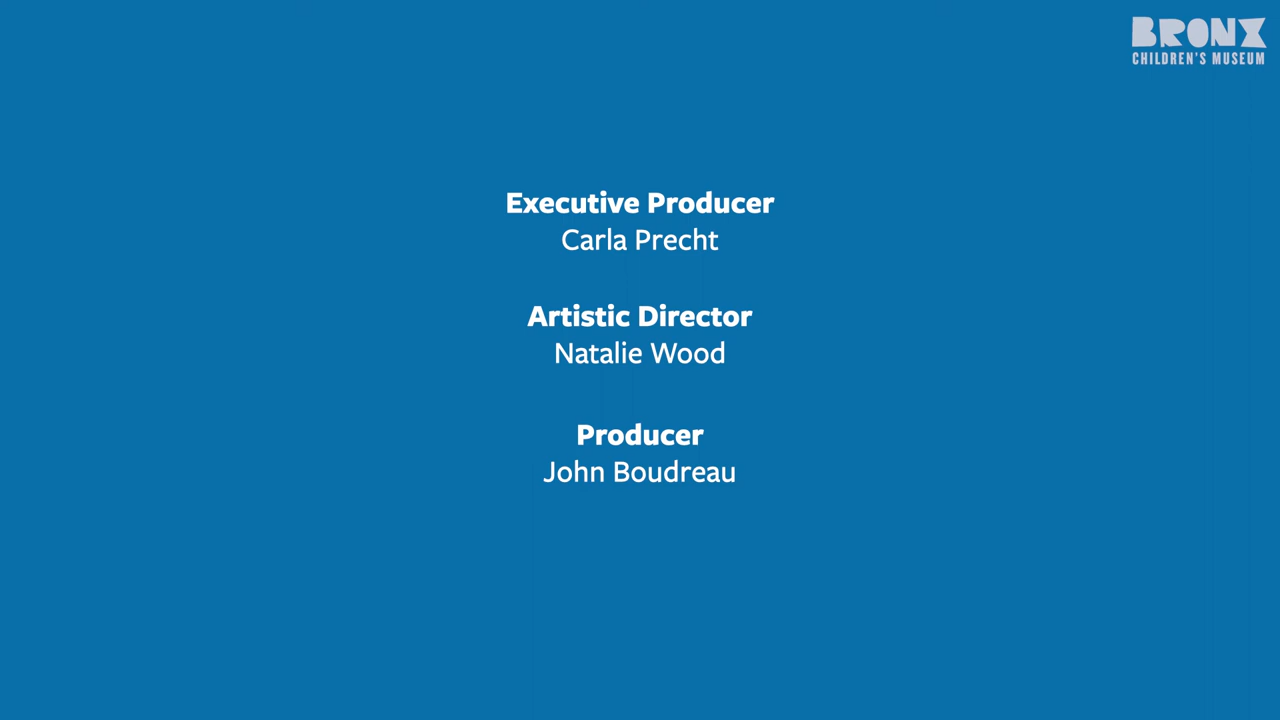 BRONX
CHILDREN'S MUSEUM
Executive Producer
Carla Precht
Artistic Director
Natalie Wood
Producer
John Boudreau